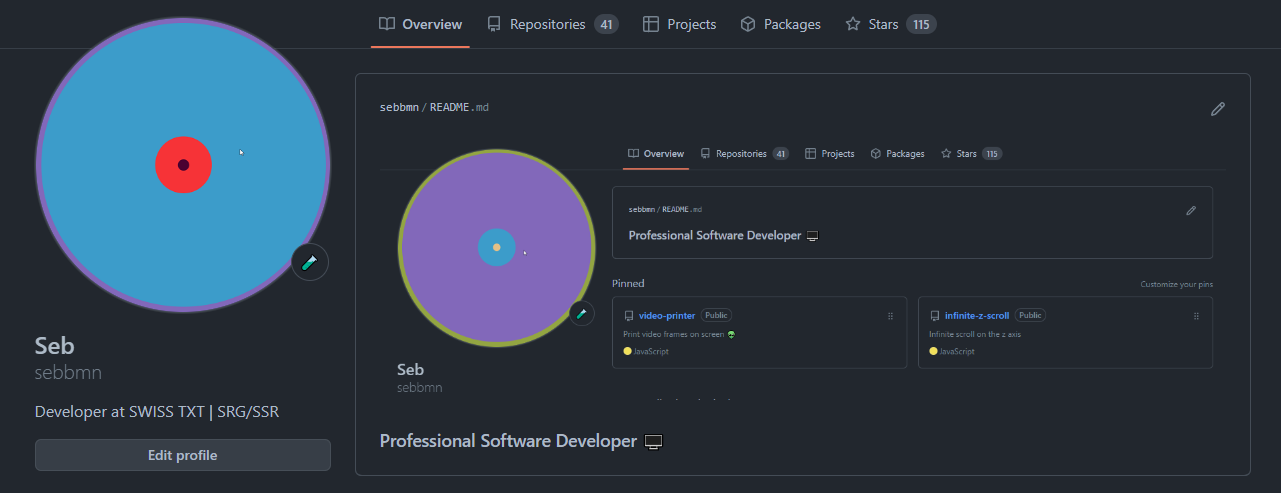 Overview Repositories 41 Projects Packages Stars 115
sebbmn / README.md
Overview Repositories 41 Projects Packages Stars 115
sebbmn / README.md
Professional Software Developer
Pinned Customize your pins
video-printer Public
Print video frames on screen
JavaScript
infinite-z-scroll Public
Infinite scroll on the z axis
JavaScript
Seb
sebbmn
Professional Software Developer
Seb
sebbmn
Developer at SWISS TXT | SRG/SSR
Edit profile